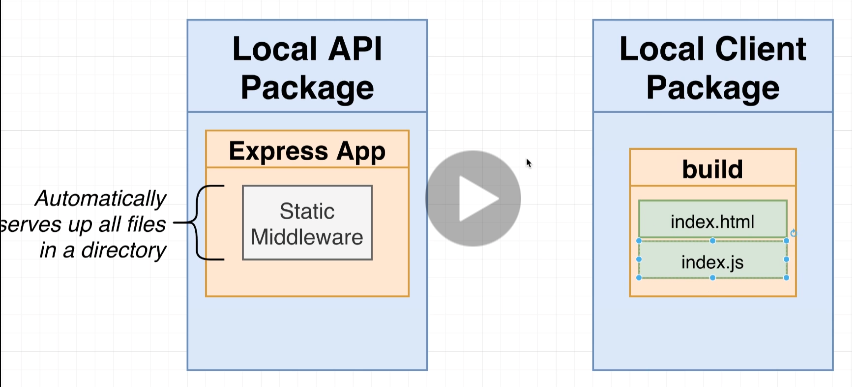 Local API
Package
Express App
Automatically
serves up all files
in a directory
Static
Middleware
Local Client
Package
build
index.html
index.js